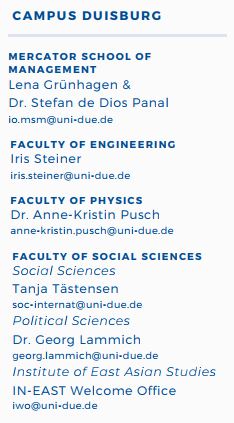 CAMPUS DUISBURG
MERCATOR SCHOOL OF
MANAGEMENT
Lena Grünhagen &
Dr. Stefan de Dios Panal
io.msm@uni-due.de
FACULTY OF ENGINEERING
Iris Steiner
iris.steiner@uni-due.de
FACULTY OF PHYSICS
Dr. Anne-Kristin Pusch
anne-kristin.pusch@uni-due.de
FACULTY OF SOCIAL SCIENCES
Social Sciences
Tanja Tästensen
soc-internat@uni-due.de
Political Sciences
Dr. Georg Lammich
georg.lammich@uni-due.de
Institute of East Asian Studies
IN-EAST Welcome Office
iwo@uni-due.de